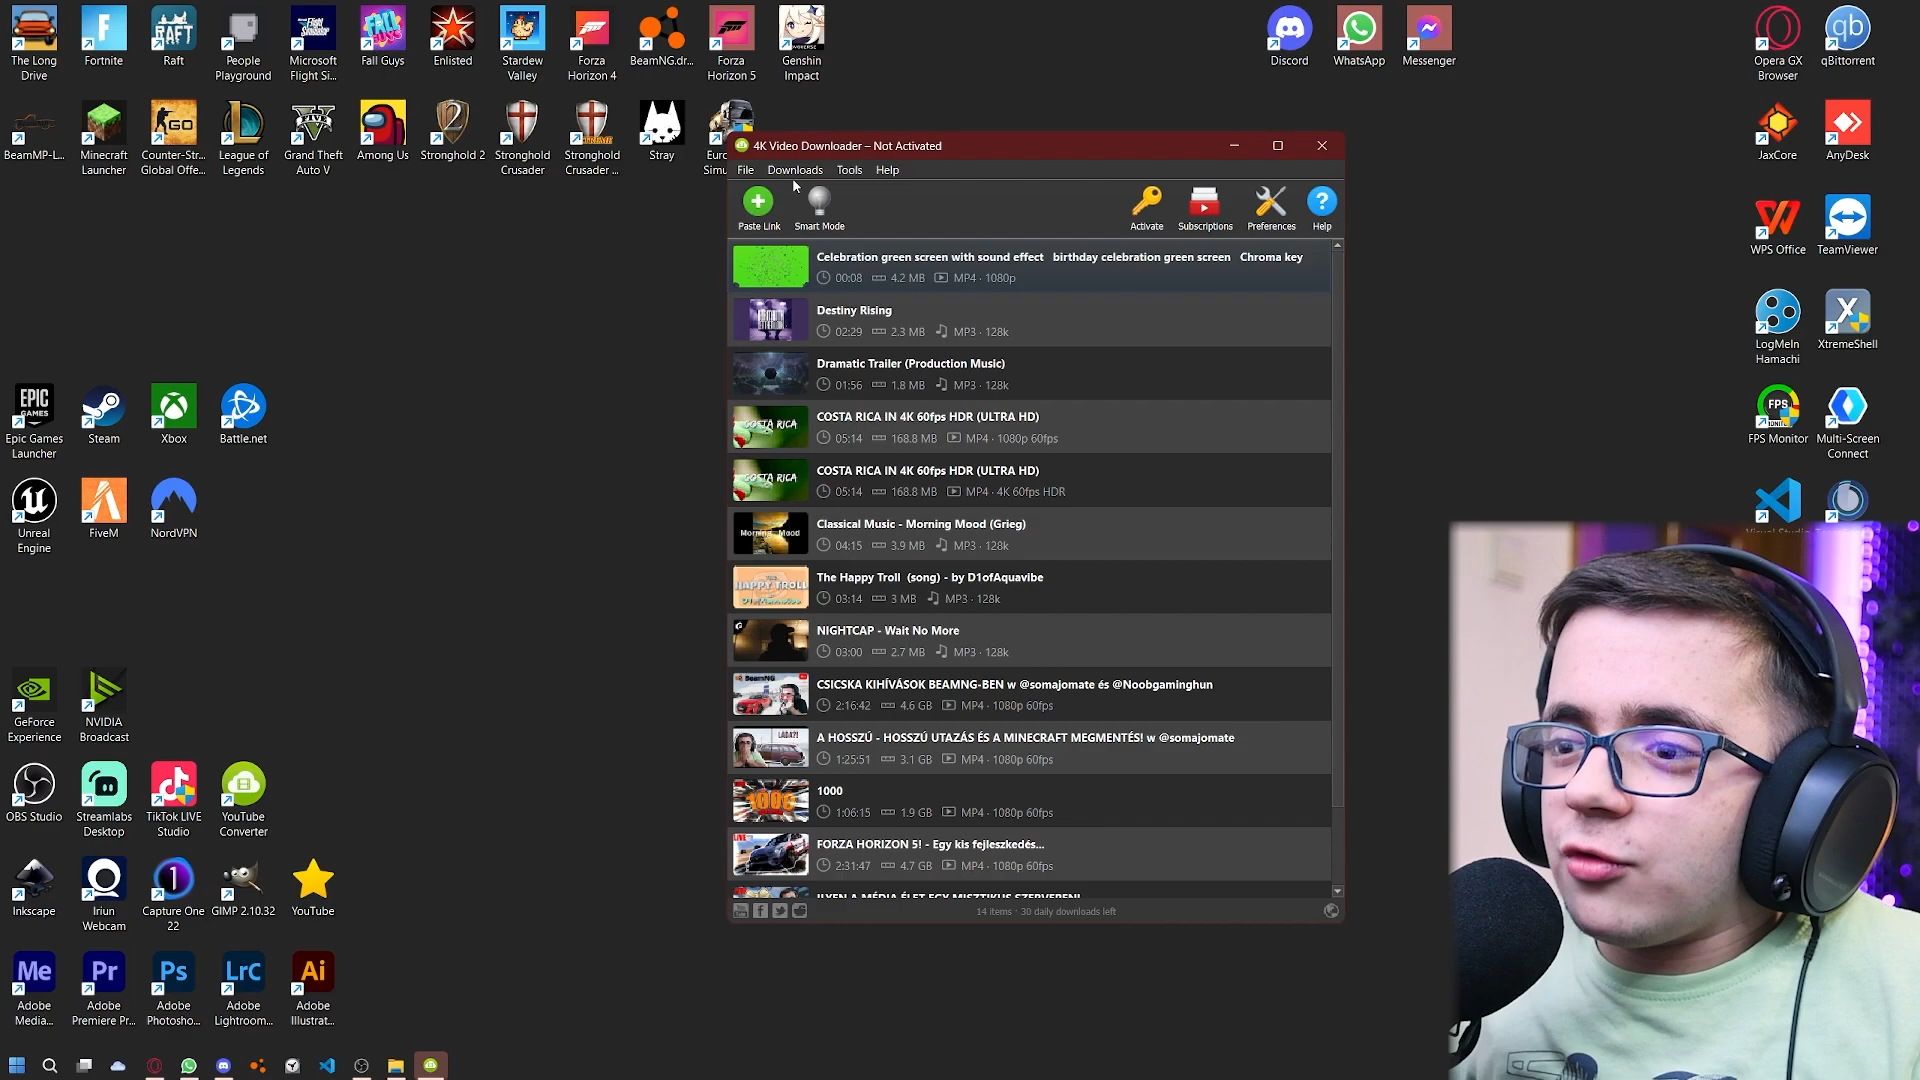 The Long
Drive
Fortnite
Raft
People
Playground
Microsoft
Flight Si...
Fall Guys
Enlisted
Stardew
Valley
Forza
Horizon 4
BeamNG.dr...
Forza
Horizon 5
Genshin
Impact
Discord
WhatsApp
Messenger
Opera GX
Browser
qBittorrent
BeamMP-L...
Minecraft
Launcher
Counter-Str...
Global Offe...
League of
Legends
Grand Theft
Auto V
Among Us
Stronghold 2
Stronghold
Crusader
Stronghold
Crusader ...
Stray
JaxCore
AnyDesk
WPS Office
TeamViewer
LogMeIn
Hamachi
XtremeShell
FPS Monitor
Multi-Screen
Connect
Epic Games
Launcher
Steam
Xbox
Battle.net
Unreal
Engine
FiveM
NordVPN
GeForce
Experience
NVIDIA
Broadcast
OBS Studio
Streamlabs
Desktop
TikTok LIVE
Studio
YouTube
Converter
Inkscape
Iriun
Webcam
Capture One
22
GIMP 2.10.32
YouTube
Adobe
Media...
Adobe
Premiere Pr...
Adobe
Photosho...
Adobe
Lightroom...
Adobe
Illustrat...
4K Video Downloader – Not Activated
File Downloads Tools Help
Paste Link Smart Mode Activate Subscriptions Preferences Help
Celebration green screen with sound effect birthday celebration green screen Chroma key
00:08 4.2 MB MP4 · 1080p
Destiny Rising
02:29 2.3 MB MP3 · 128k
Dramatic Trailer (Production Music)
01:56 1.8 MB MP3 · 128k
COSTA RICA IN 4K 60fps HDR (ULTRA HD)
05:14 168.8 MB MP4 · 1080p 60fps
COSTA RICA IN 4K 60fps HDR (ULTRA HD)
05:14 168.8 MB MP4 · 4K 60fps HDR
Classical Music - Morning Mood (Grieg)
04:15 3.9 MB MP3 · 128k
The Happy Troll (song) - by D1ofAquavibe
03:14 3 MB MP3 · 128k
NIGHTCAP - Wait No More
03:00 2.7 MB MP3 · 128k
CSICSKA KIHÍVÁSOK BEAMNG-BEN w @somajomate és @Noobgaminghun
2:16:42 4.6 GB MP4 · 1080p 60fps
A HOSSZÚ - HOSSZÚ UTAZÁS ÉS A MINECRAFT MEGMENTÉS! w @somajomate
1:25:51 3.1 GB MP4 · 1080p 60fps
1000
1:06:15 1.9 GB MP4 · 1080p 60fps
FORZA HORIZON 5! - Egy kis fejleszkedés...
2:31:47 4.7 GB MP4 · 1080p 60fps
ILYEN A MÉDIA ÉLET EGY MISZTIKUS SZERVEREN!
14 items · 30 daily downloads left